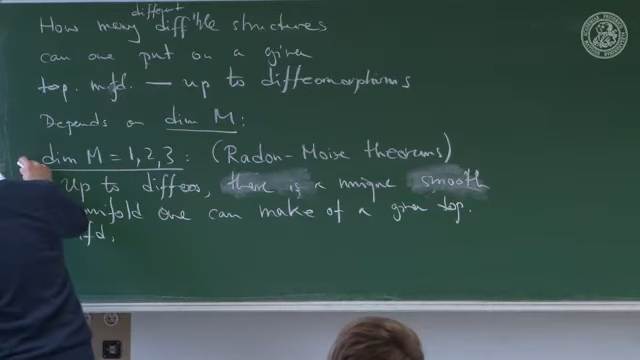 How many different diff'ble structures
can one put on a given
top. mfd. — up to diffeomorphisms
Depends on dim M:
dim M = 1, 2, 3 : (Radon-Moise theorems)
Up to diffeos, there is a unique smooth
manifold one can make of a given top.
mfd.